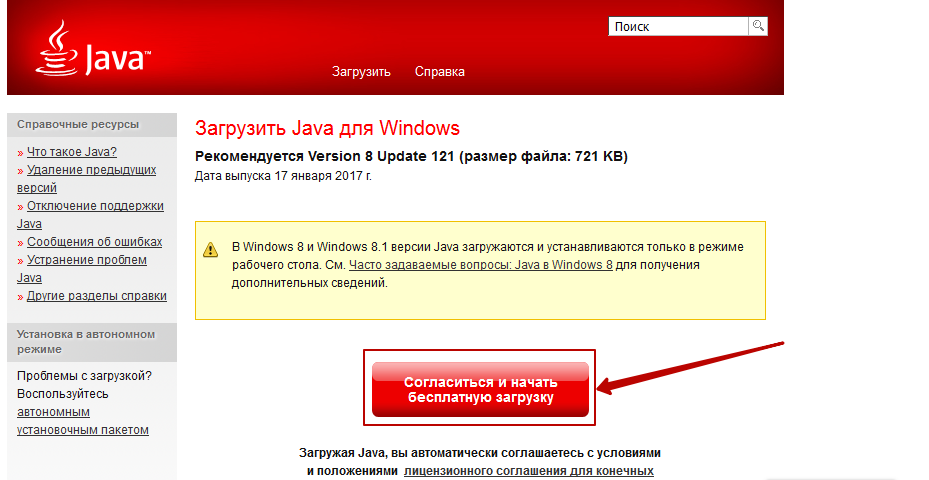 Java™
Поиск
Загрузить Справка
Справочные ресурсы
» Что такое Java?
» Удаление предыдущих
версий
» Отключение поддержки
Java
» Сообщения об ошибках
» Устранение проблем
Java
» Другие разделы справки
Установка в автономном
режиме
Проблемы с загрузкой?
Воспользуйтесь
автономным
установочным пакетом
Загрузить Java для Windows
Рекомендуется Version 8 Update 121 (размер файла: 721 KB)
Дата выпуска 17 января 2017 г.
В Windows 8 и Windows 8.1 версии Java загружаются и устанавливаются только в режиме
рабочего стола. См. Часто задаваемые вопросы: Java в Windows 8 для получения
дополнительных сведений.
Согласиться и начать
бесплатную загрузку
Загружая Java, вы автоматически соглашаетесь с условиями
и положениями лицензионного соглашения для конечных